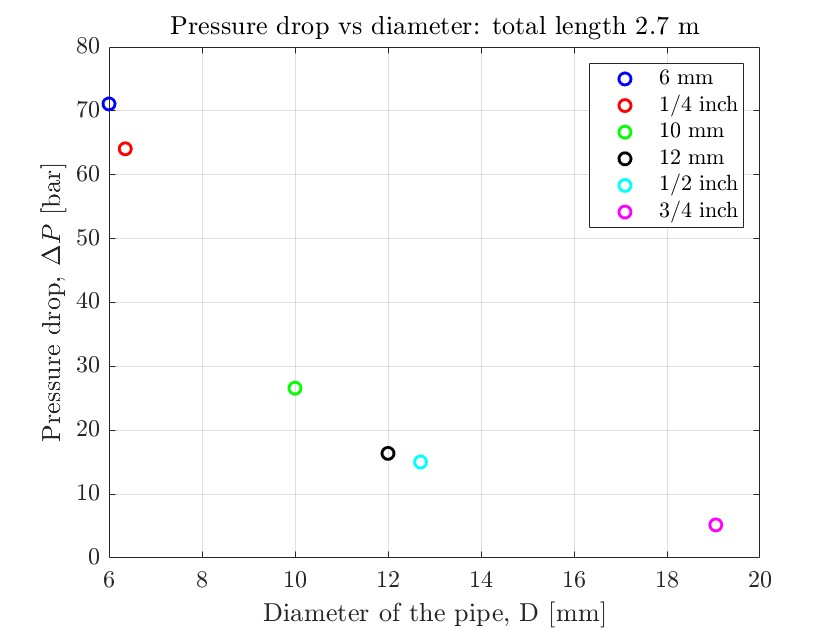 Pressure drop vs diameter: total length 2.7 m
80
70
60
50
40
30
20
10
0
Pressure drop, ΔP [bar]
6 mm
1/4 inch
10 mm
12 mm
1/2 inch
3/4 inch
6 8 10 12 14 16 18 20
Diameter of the pipe, D [mm]